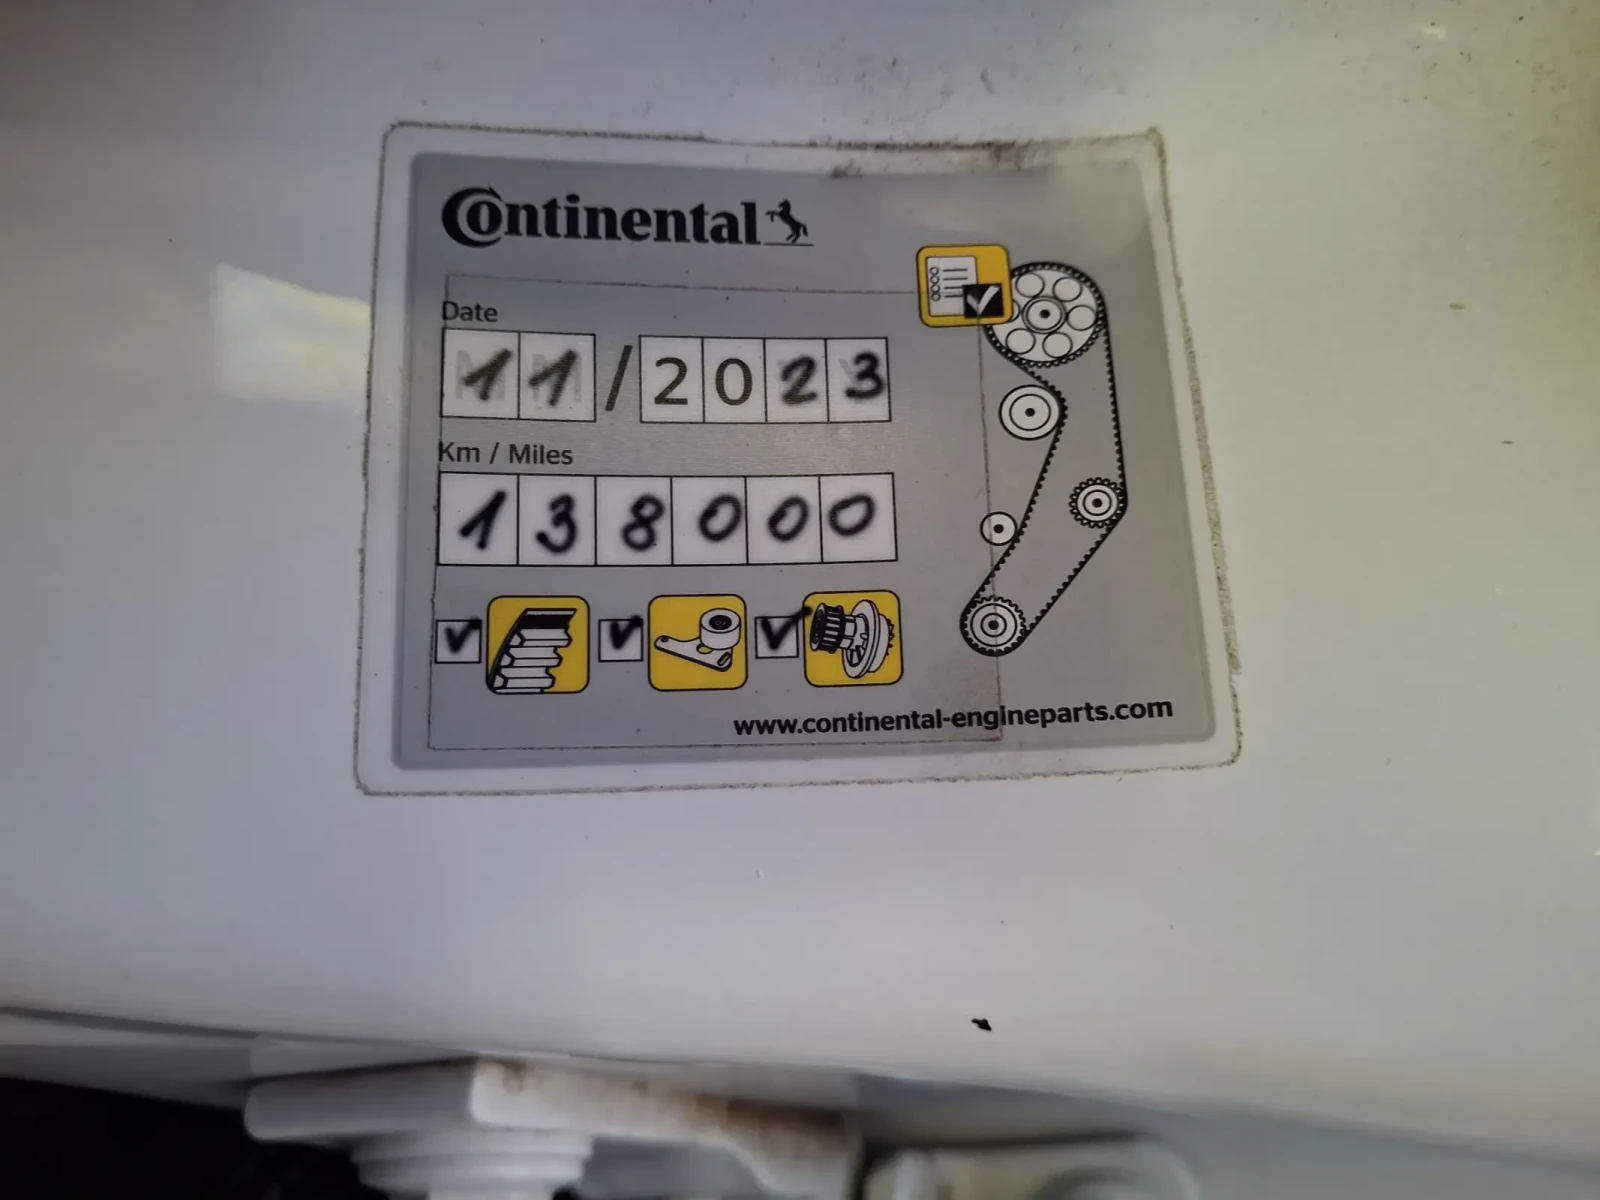 Continental
Date
11/2023
Km / Miles
138000
www.continental-engineparts.com